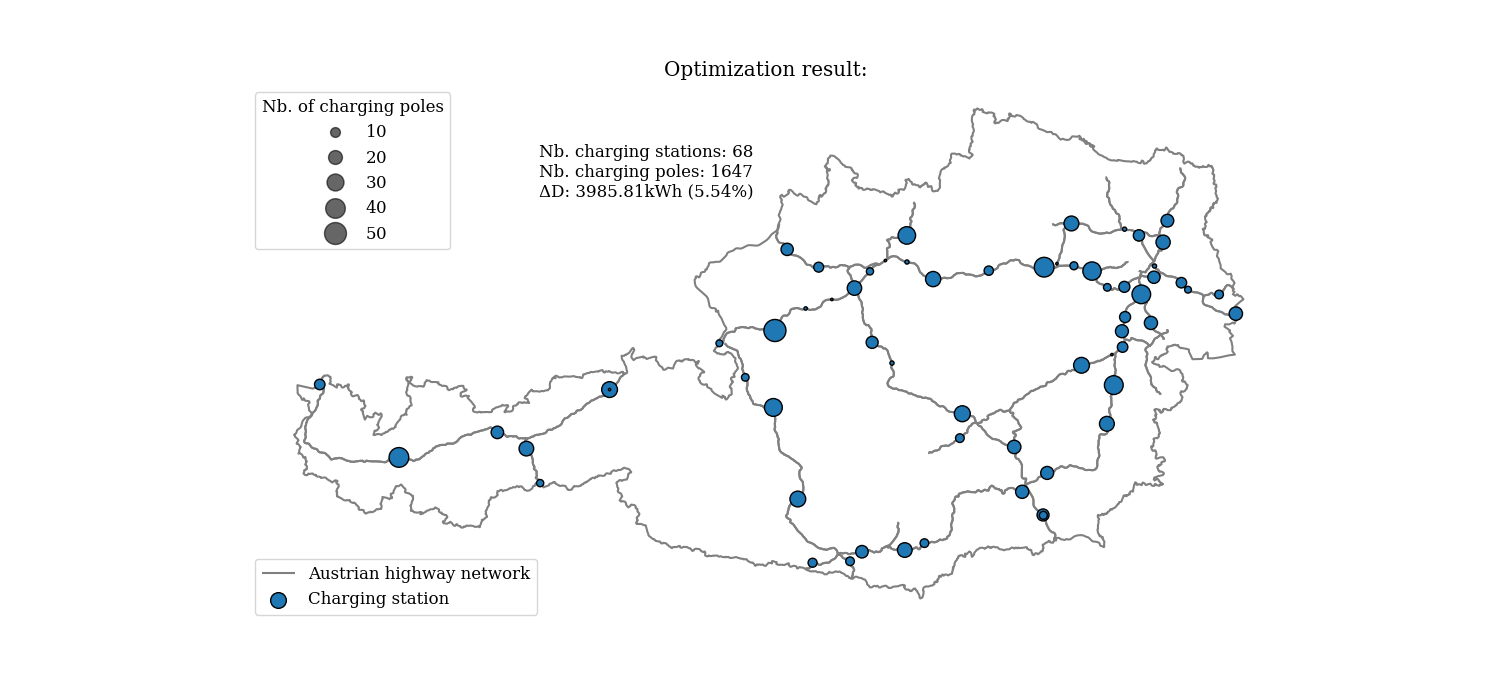 Optimization result:
Nb. of charging poles
10
20
30
40
50
Nb. charging stations: 68
Nb. charging poles: 1647
ΔD: 3985.81kWh (5.54%)
Austrian highway network
Charging station